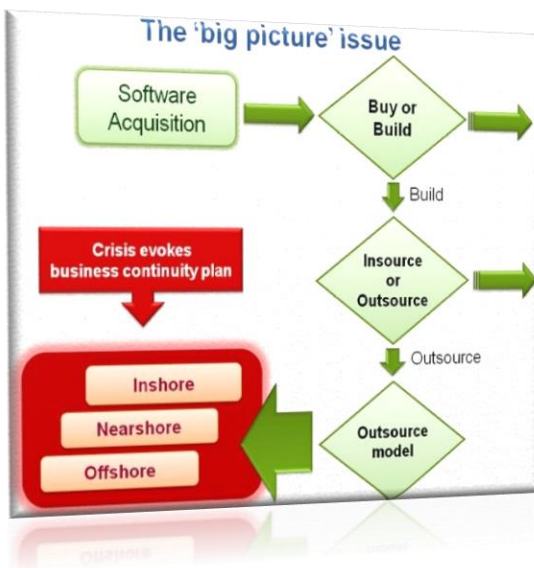 The ‘big picture’ issue
Software
Acquisition
Buy or
Build
Build
Crisis evokes
business continuity plan
Insource
or
Outsource
Outsource
Inshore
Nearshore
Offshore
Outsource
model